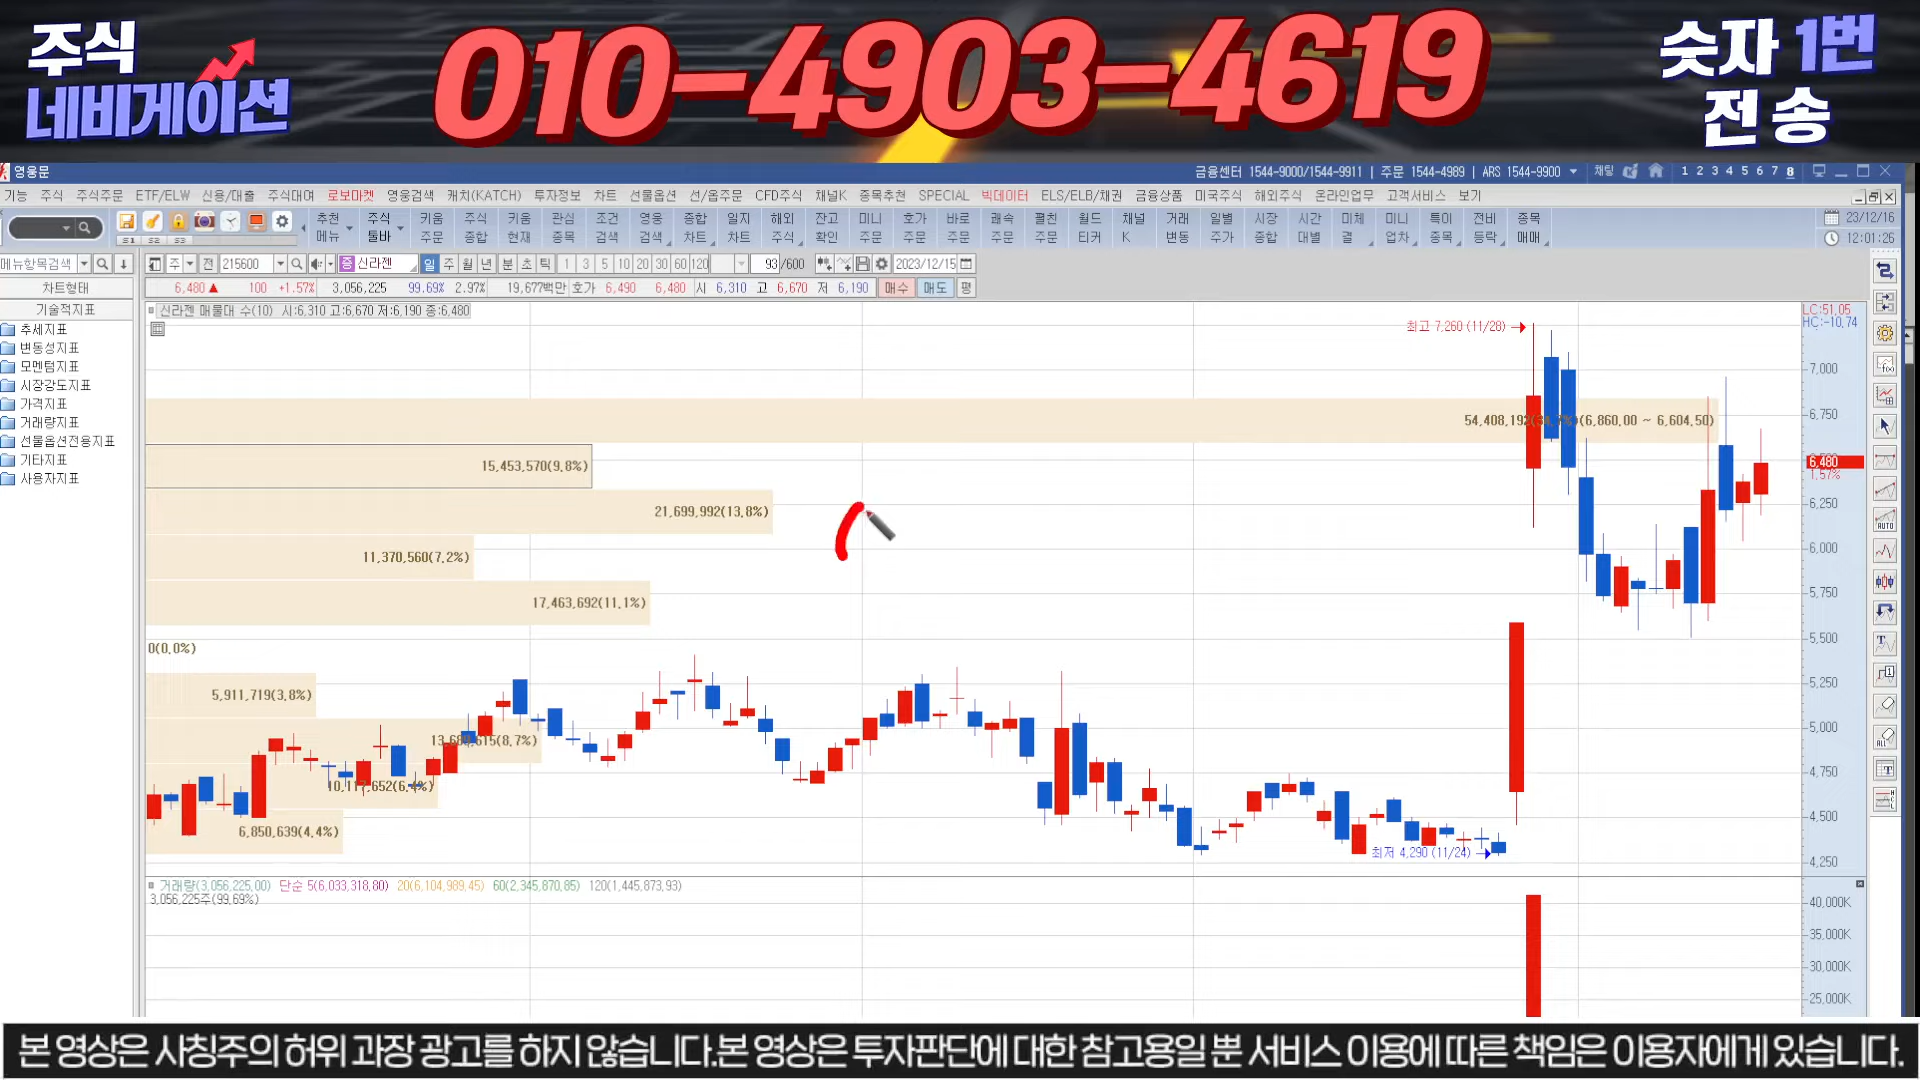 주식
네비게이션
010-4903-4619
숫자 1번
전송
영웅문
금융센터 1544-9000/1544-9911 | 주문 1544-4989 | ARS 1544-9900 채팅 1 2 3 4 5 6 7 8
기능 주식 주식주문 ETF/ELW 신용/대출 주식대여 로보마켓 영웅검색 캐치(KATCH) 투자정보 차트 선물옵션 선/옵주문 CFD주식 채널K 종목추천 SPECIAL 빅데이터 ELS/ELB/채권 금융상품 미국주식 해외주식 온라인업무 고객서비스 보기
추천 주식 키움 주식 키움 관심 조건 영웅 종합 일지 해외 잔고 미니 호가 바로 쾌속 펼친 월드 채널 거래 일별 시장 시간 미체 미니 특이 전비 종목
메뉴 툴바 주문 종합 현재 종목 검색 검색 차트 차트 주식 확인 주문 주문 주문 주문 주문 티커 K 변동 주가 종합 대별 결 업차 종목 등락 매매
S1 S2 S3
23/12/16
12:01:26
메뉴항목검색
주 전 215600 증 신라젠 일 주 월 년 분 초 틱 1 3 5 10 20 30 60 120 93 /600 2023/12/15
차트형태
6,480 ▲ 100 +1.57% 3,056,225 99.69% 2.97% 19,677백만 호가 6,490 6,480 시 6,310 고 6,670 저 6,190 매수 매도 평
기술적지표
추세지표
변동성지표
모멘텀지표
시장강도지표
가격지표
거래량지표
선물옵션전용지표
기타지표
사용자지표
신라젠 매물대 수(10) 시:6,310 고:6,670 저:6,190 종:6,480
LC:51.05
HC:-10.74
최고 7,260 (11/28)
7,000
6,750
6,480
1.57%
6,250
6,000
5,750
5,500
5,250
5,000
4,750
4,500
4,250
(6,860.00 ~ 6,604.50)
15,453,570(9.8%)
21,699,992(13.8%)
11,370,560(7.2%)
17,463,692(11.1%)
0(0.0%)
5,911,719(3.8%)
6,850,639(4.4%)
최저 4,290 (11/24)
거래량(3,056,225.00) 단순 5(6,033,318.80) 20(6,104,989.45) 60(2,345,870.85) 120(1,445,873.93)
3,056,225주(99.69%)
40,000K
35,000K
30,000K
25,000K
본 영상은 사칭주의 허위 과장 광고를 하지 않습니다.본 영상은 투자판단에 대한 참고용일 뿐 서비스 이용에 따른 책임은 이용자에게 있습니다.